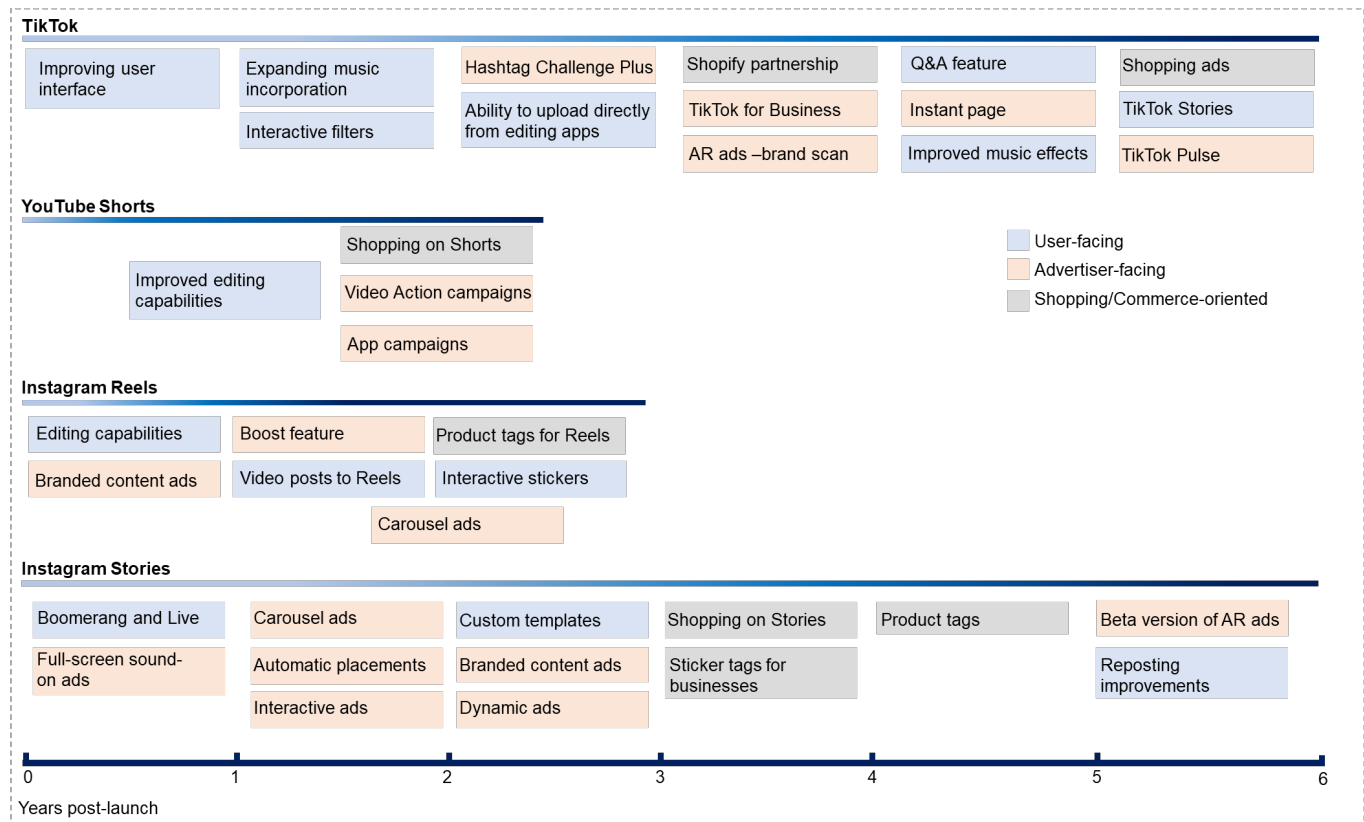 TikTok
Improving user
interface
Expanding music
incorporation
Interactive filters
Hashtag Challenge Plus
Ability to upload directly
from editing apps
Shopify partnership
TikTok for Business
AR ads –brand scan
Q&A feature
Instant page
Improved music effects
Shopping ads
TikTok Stories
TikTok Pulse
YouTube Shorts
Improved editing
capabilities
Shopping on Shorts
Video Action campaigns
App campaigns
User-facing
Advertiser-facing
Shopping/Commerce-oriented
Instagram Reels
Editing capabilities
Branded content ads
Boost feature
Video posts to Reels
Product tags for Reels
Interactive stickers
Carousel ads
Instagram Stories
Boomerang and Live
Full-screen sound-
on ads
Carousel ads
Automatic placements
Interactive ads
Custom templates
Branded content ads
Dynamic ads
Shopping on Stories
Sticker tags for
businesses
Product tags
Beta version of AR ads
Reposting
improvements
0 1 2 3 4 5 6
Years post-launch